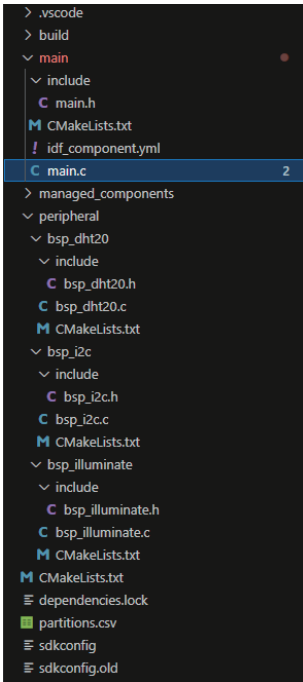 .vscode
build
main
include
C main.h
M CMakeLists.txt
! idf_component.yml
C main.c 2
managed_components
peripheral
bsp_dht20
include
C bsp_dht20.h
C bsp_dht20.c
M CMakeLists.txt
bsp_i2c
include
C bsp_i2c.h
C bsp_i2c.c
M CMakeLists.txt
bsp_illuminate
include
C bsp_illuminate.h
C bsp_illuminate.c
M CMakeLists.txt
M CMakeLists.txt
dependencies.lock
partitions.csv
sdkconfig
sdkconfig.old